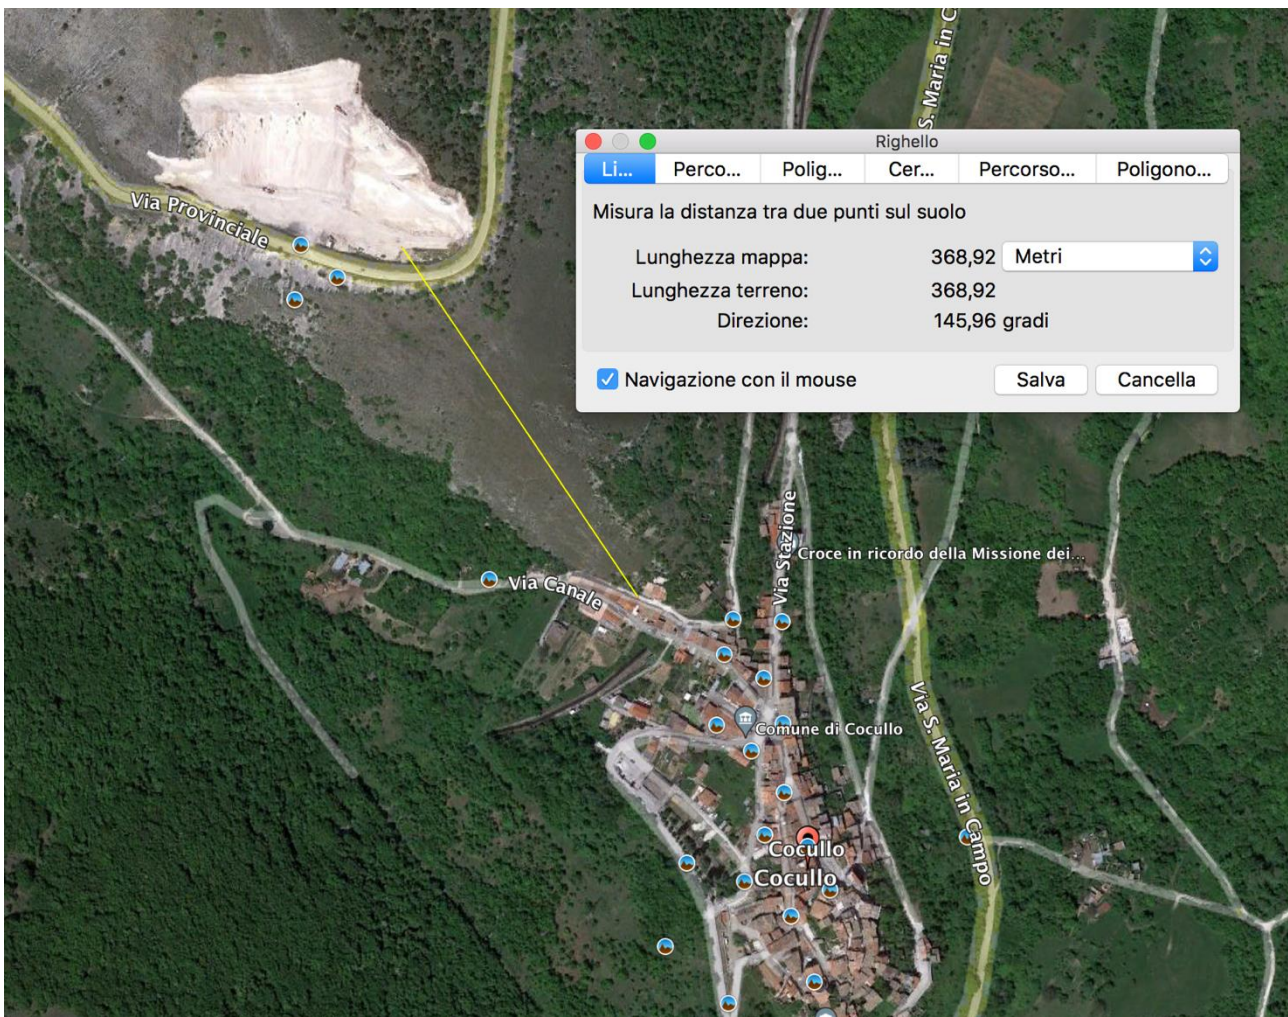 S. Maria in C
Righello
Li...
Perco...
Polig...
Cer...
Percorso...
Poligono...
Misura la distanza tra due punti sul suolo
Lunghezza mappa: 368,92 Metri
Lunghezza terreno: 368,92
Direzione: 145,96 gradi
Navigazione con il mouse
Salva
Cancella
Via Provinciale
Via Stazione
Croce in ricordo della Missione dei...
Via Canale
Comune di Cocullo
Via S. Maria in Campo
Cocullo
Cocullo